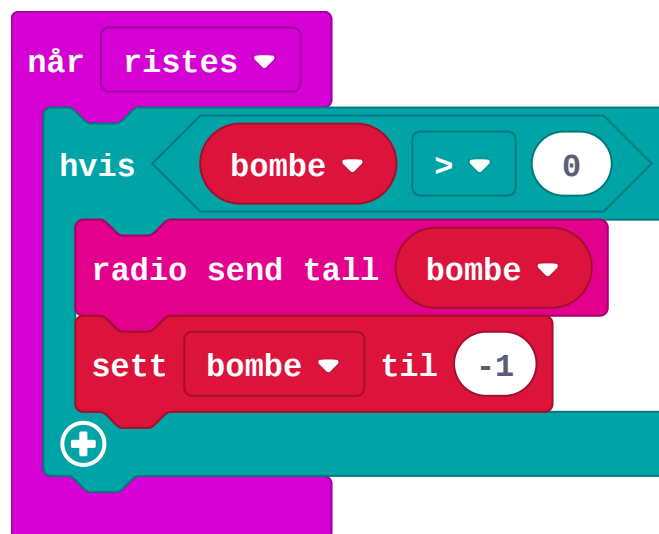 når ristes
hvis bombe > 0
radio send tall bombe
sett bombe til -1